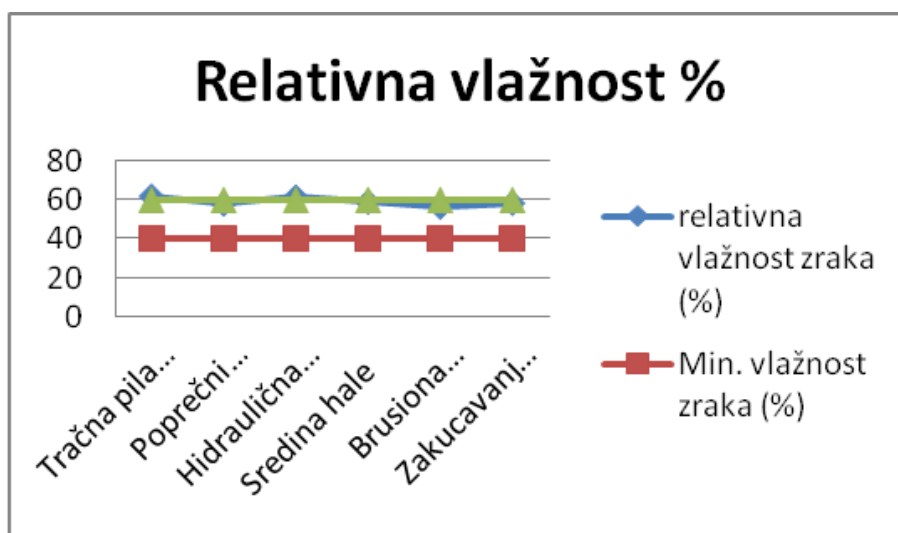 Relativna vlažnost %
80
60
40
20
0
Tračna pila...
Poprečni...
Hidraulična...
Sredina hale
Brusiona...
Zakucavanj...
relativna
vlažnost zraka
(%)
Min. vlažnost
zraka (%)